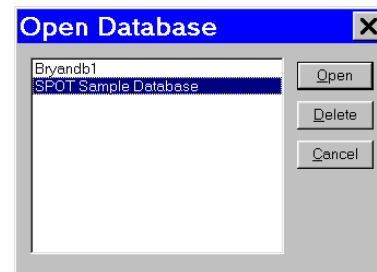 Open Database
Bryandb1
SPOT Sample Database
Open
Delete
Cancel